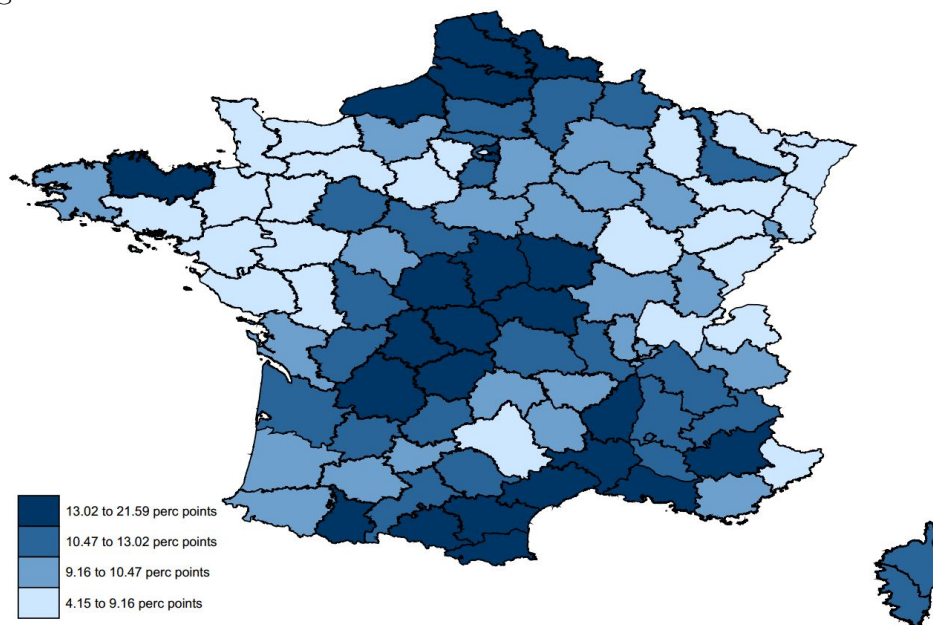 13.02 to 21.59 perc points
10.47 to 13.02 perc points
9.16 to 10.47 perc points
4.15 to 9.16 perc points